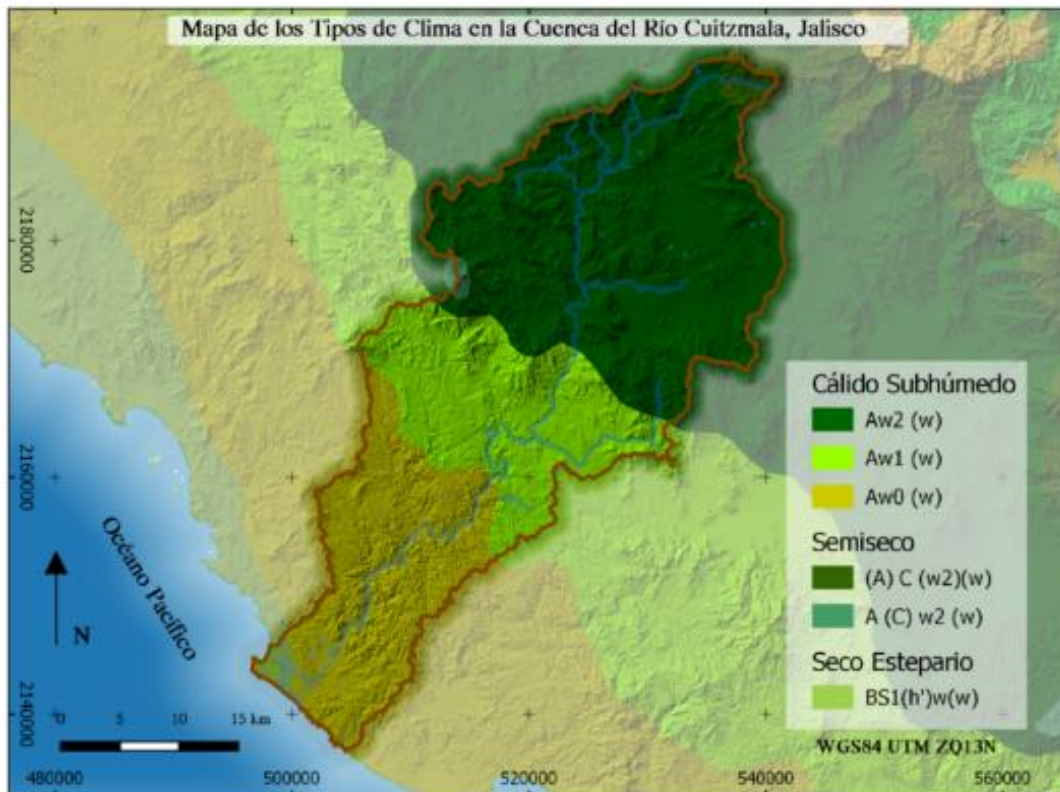 Mapa de los Tipos de Clima en la Cuenca del Río Cuitzmala, Jalisco
2180000
2160000
2140000
Océano Pacífico
N
Cálido Subhúmedo
Aw2 (w)
Aw1 (w)
Aw0 (w)
Semiseco
(A) C (w2)(w)
A (C) w2 (w)
Seco Estepario
BS1(h')w(w)
0 5 10 15 km
WGS84 UTM ZQ13N
480000 500000 520000 540000 560000